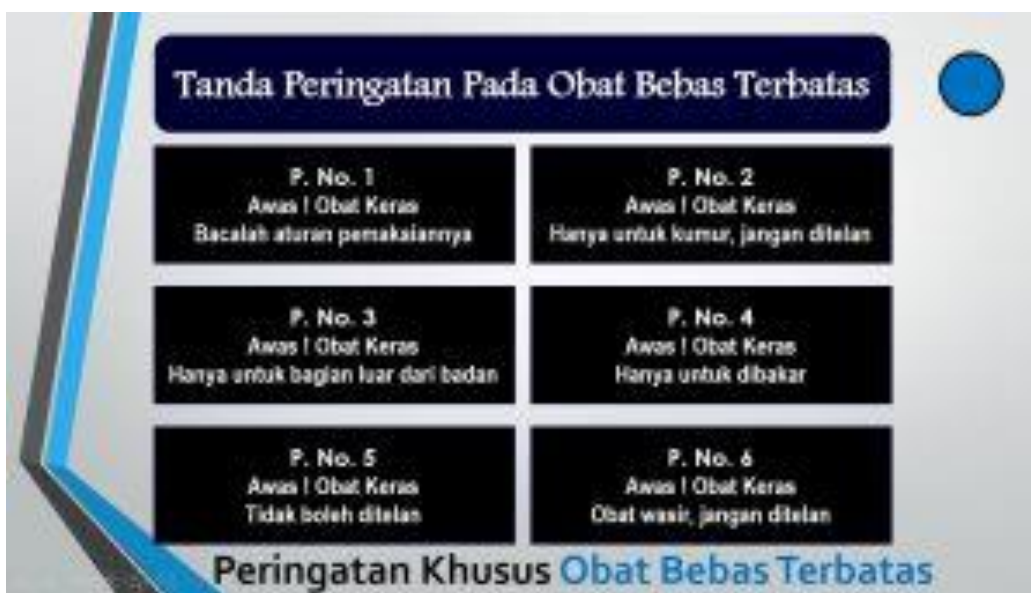 Tanda Peringatan Pada Obat Bebas Terbatas
P. No. 1
Awas ! Obat Keras
Bacalah aturan pemakaiannya
P. No. 2
Awas ! Obat Keras
Hanya untuk kumur, jangan ditelan
P. No. 3
Awas ! Obat Keras
Hanya untuk bagian luar dari badan
P. No. 4
Awas ! Obat Keras
Hanya untuk dibakar
P. No. 5
Awas ! Obat Keras
Tidak boleh ditelan
P. No. 6
Awas ! Obat Keras
Obat wasir, jangan ditelan
Peringatan Khusus Obat Bebas Terbatas